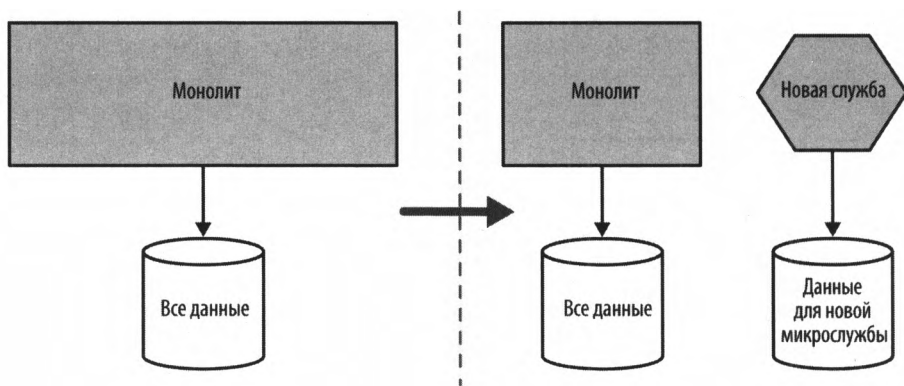 Монолит
Все данные
Монолит
Все данные
Новая служба
Данные
для новой
микрослужбы